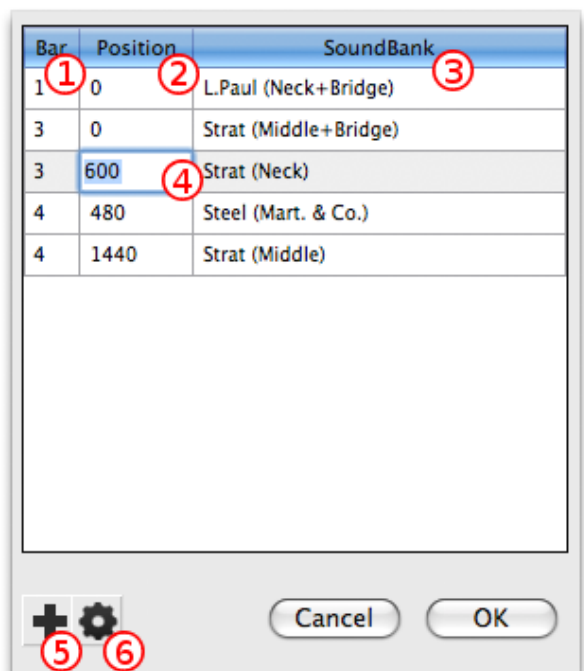 Bar Position SoundBank
① ② ③
1 0 L.Paul (Neck+Bridge)
3 0 Strat (Middle+Bridge)
3 600 ④ Strat (Neck)
4 480 Steel (Mart. & Co.)
4 1440 Strat (Middle)
Cancel OK
⑤ ⑥